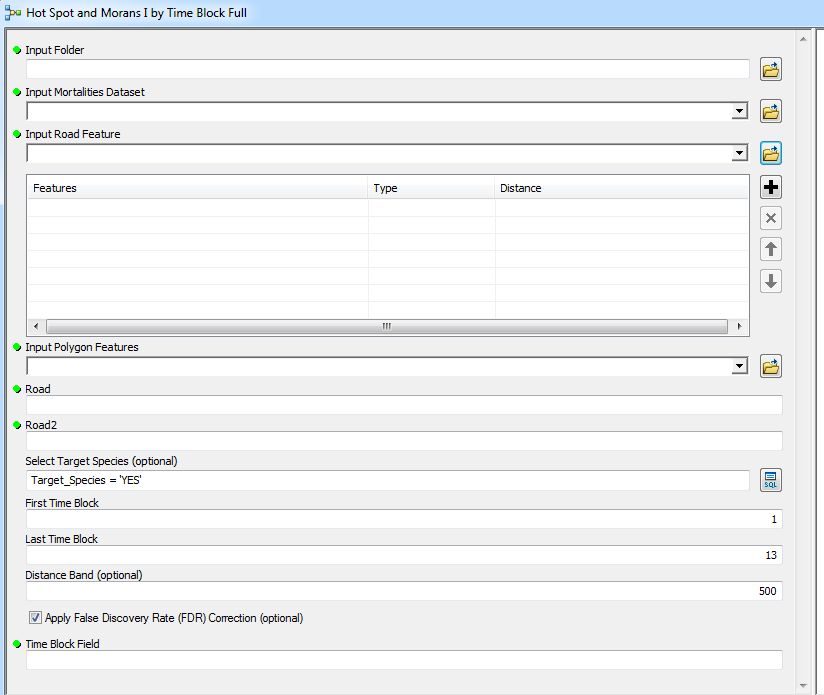 Hot Spot and Morans I by Time Block Full
Input Folder
Input Mortalities Dataset
Input Road Feature
Features Type Distance
Input Polygon Features
Road
Road2
Select Target Species (optional)
Target_Species = 'YES'
SQL
First Time Block
1
Last Time Block
13
Distance Band (optional)
500
Apply False Discovery Rate (FDR) Correction (optional)
Time Block Field